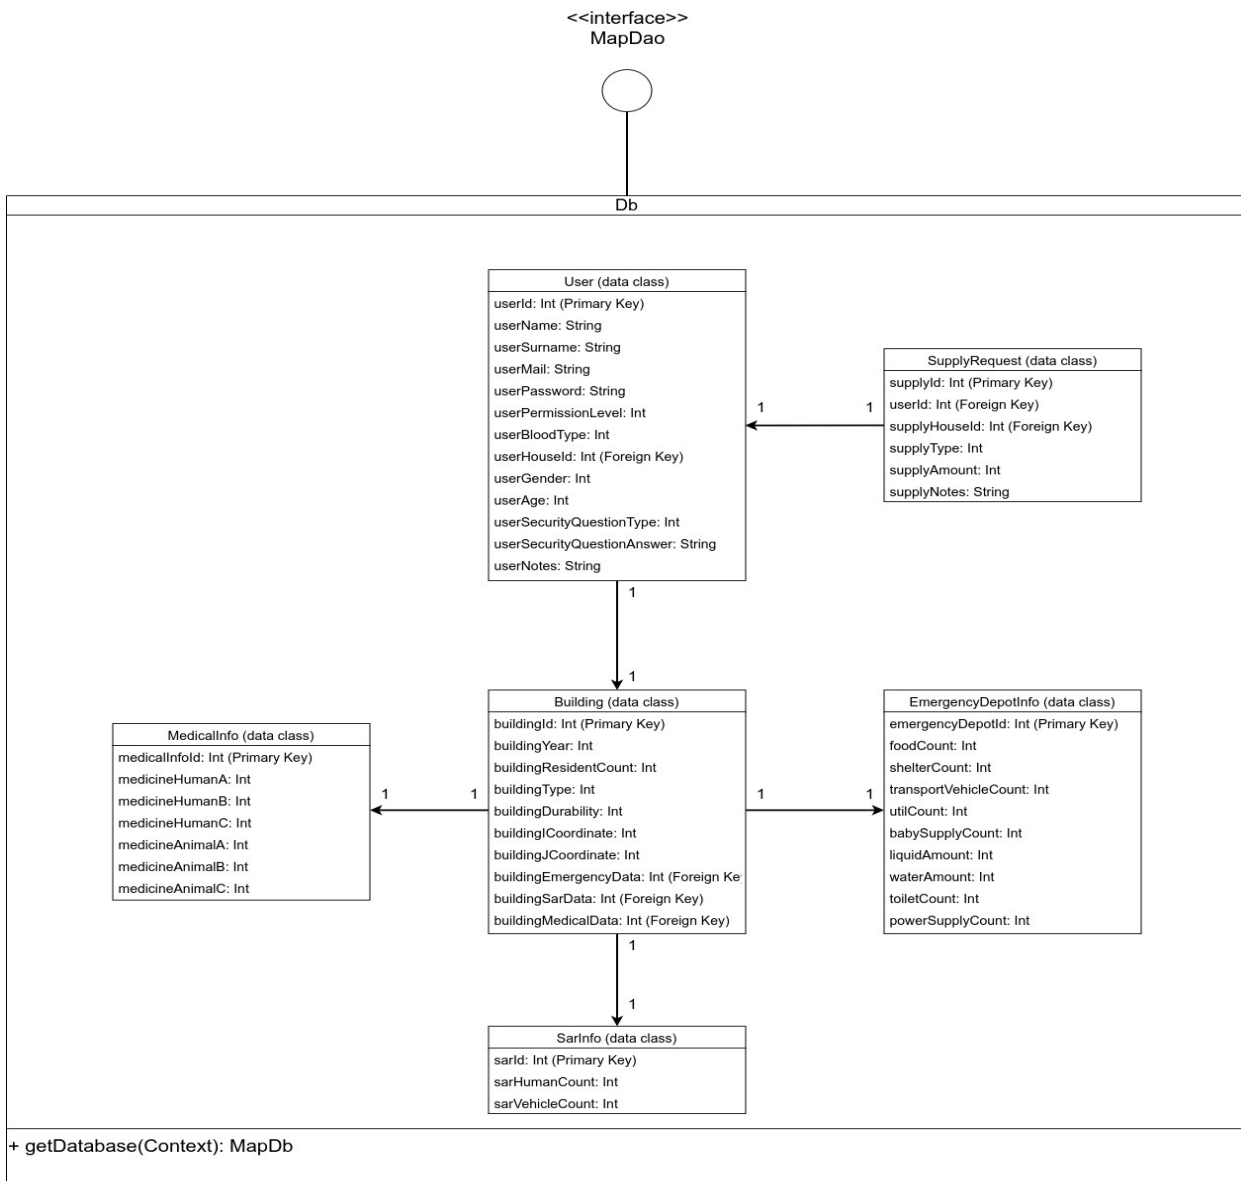 <<interface>>
MapDao
Db
User (data class)
userId: Int (Primary Key)
userName: String
userSurname: String
userMail: String
userPassword: String
userPermissionLevel: Int
userBloodType: Int
userHouseId: Int (Foreign Key)
userGender: Int
userAge: Int
userSecurityQuestionType: Int
userSecurityQuestionAnswer: String
userNotes: String
SupplyRequest (data class)
supplyId: Int (Primary Key)
userId: Int (Foreign Key)
supplyHouseId: Int (Foreign Key)
supplyType: Int
supplyAmount: Int
supplyNotes: String
1
1
1
1
Building (data class)
buildingId: Int (Primary Key)
buildingYear: Int
buildingResidentCount: Int
buildingType: Int
buildingDurability: Int
buildingICoordinate: Int
buildingJCoordinate: Int
buildingEmergencyData: Int (Foreign Ke
buildingSarData: Int (Foreign Key)
buildingMedicalData: Int (Foreign Key)
MedicalInfo (data class)
medicalInfoId: Int (Primary Key)
medicineHumanA: Int
medicineHumanB: Int
medicineHumanC: Int
medicineAnimalA: Int
medicineAnimalB: Int
medicineAnimalC: Int
1
1
1
1
EmergencyDepotInfo (data class)
emergencyDepotId: Int (Primary Key)
foodCount: Int
shelterCount: Int
transportVehicleCount: Int
utilCount: Int
babySupplyCount: Int
liquidAmount: Int
waterAmount: Int
toiletCount: Int
powerSupplyCount: Int
1
1
SarInfo (data class)
sarId: Int (Primary Key)
sarHumanCount: Int
sarVehicleCount: Int
+ getDatabase(Context): MapDb